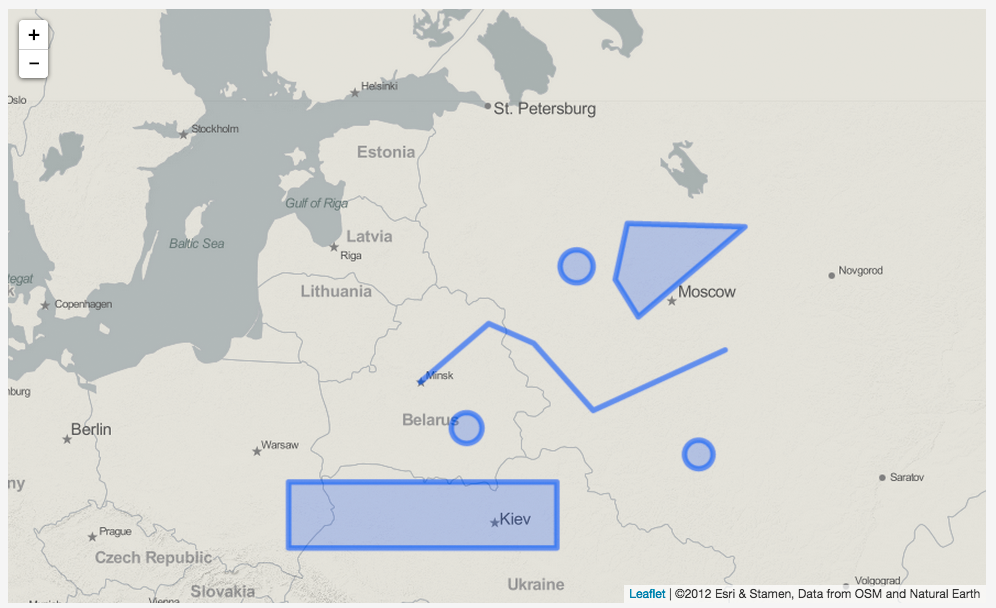 +
−
Oslo
Helsinki
St. Petersburg
Stockholm
Estonia
Gulf of Riga
Latvia
Baltic Sea
Riga
Novgorod
Lithuania
Moscow
Copenhagen
Minsk
Belarus
Berlin
Warsaw
Saratov
Kiev
Prague
Czech Republic
Ukraine
Slovakia
Volgograd
Vienna
Leaflet | ©2012 Esri & Stamen, Data from OSM and Natural Earth